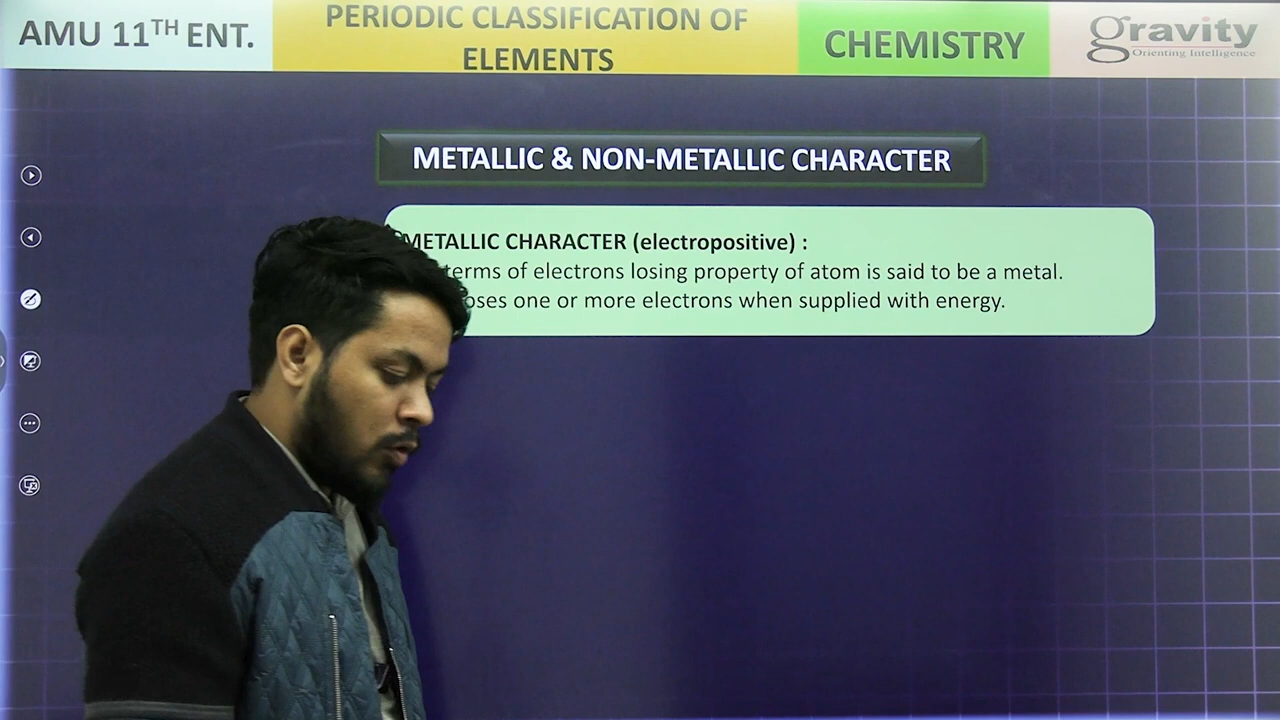 AMU 11TH ENT.
PERIODIC CLASSIFICATION OF
ELEMENTS
CHEMISTRY
gravity
Orienting Intelligence
METALLIC & NON-METALLIC CHARACTER
METALLIC CHARACTER (electropositive) :
terms of electrons losing property of atom is said to be a metal.
one or more electrons when supplied with energy.